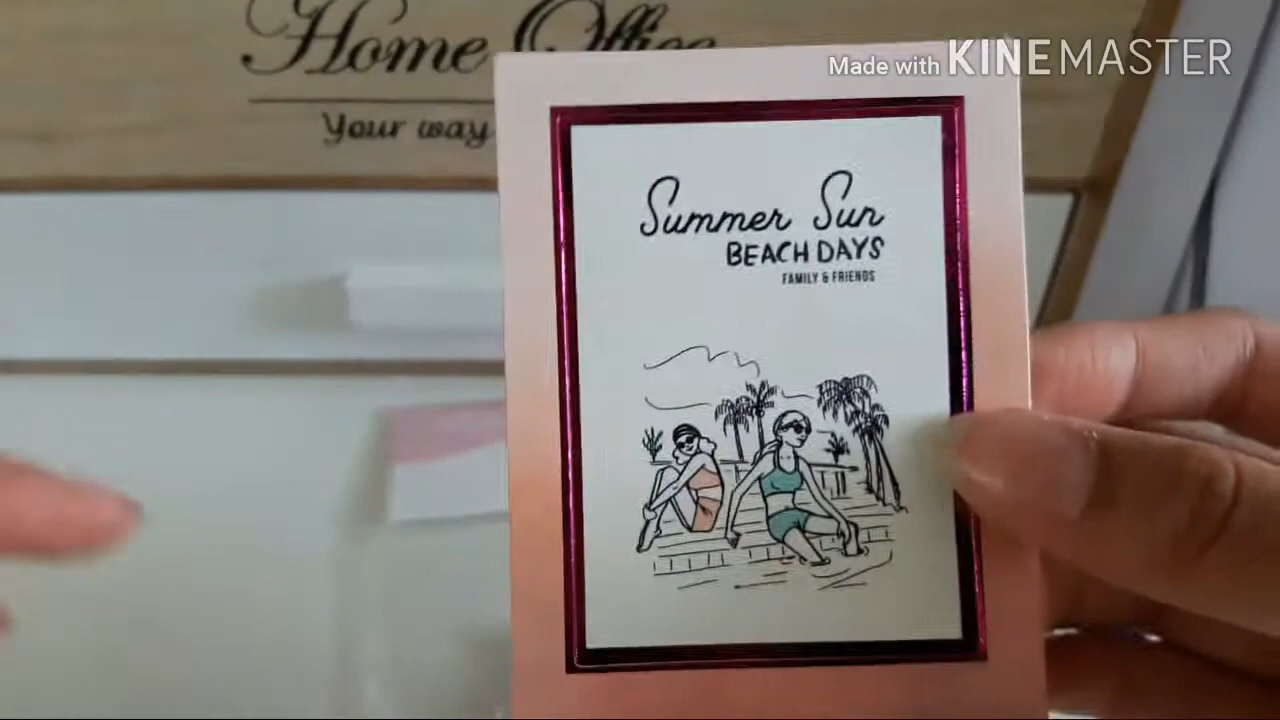 Home Office
Your way
Made with KINEMASTER
Summer Sun
BEACH DAYS
FAMILY & FRIENDS